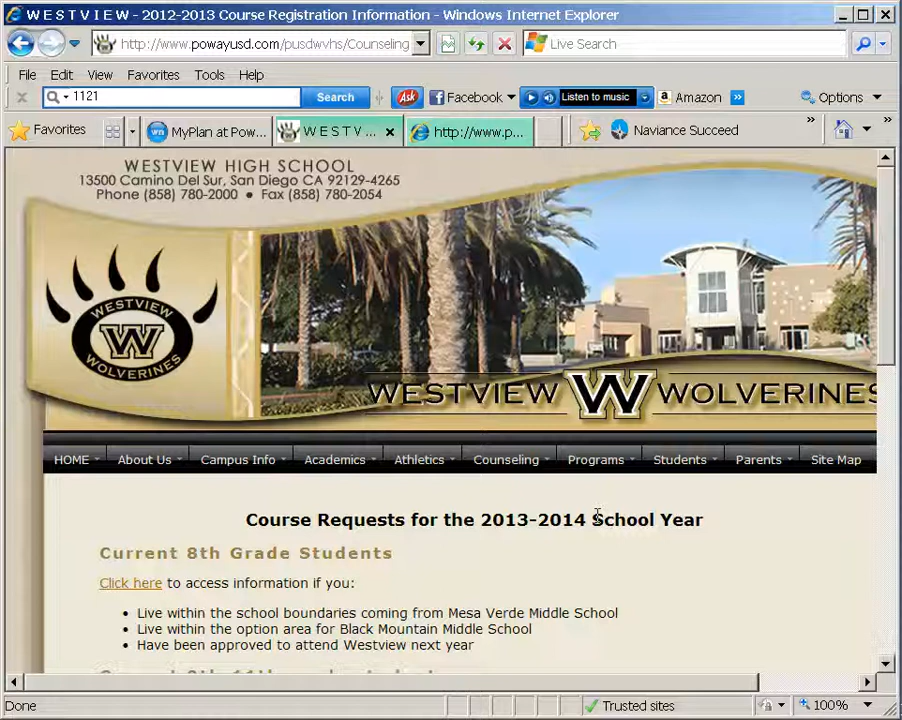 W E S T V I E W - 2012-2013 Course Registration Information - Windows Internet Explorer
http://www.powayusd.com/pusdwvhs/Counseling
Live Search
File Edit View Favorites Tools Help
1121
Search
Ask
Facebook
Listen to music
Amazon
Options
Favorites
MyPlan at Pow...
W E S T V ...
http://www.p...
Naviance Succeed
WESTVIEW HIGH SCHOOL
13500 Camino Del Sur, San Diego CA 92129-4265
Phone (858) 780-2000 • Fax (858) 780-2054
WESTVIEW
W
WOLVERINES
WESTVIEW W WOLVERINES
HOME About Us Campus Info Academics Athletics Counseling Programs Students Parents Site Map
Course Requests for the 2013-2014 School Year
Current 8th Grade Students
Click here to access information if you:
• Live within the school boundaries coming from Mesa Verde Middle School
• Live within the option area for Black Mountain Middle School
• Have been approved to attend Westview next year
Done
Trusted sites
100%